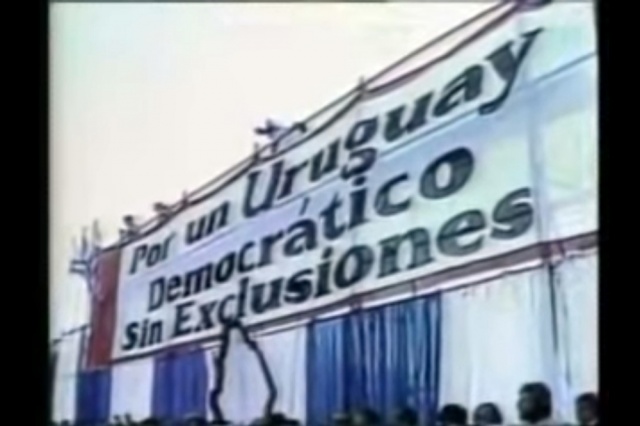 Por un Uruguay
Democrático
Sin Exclusiones